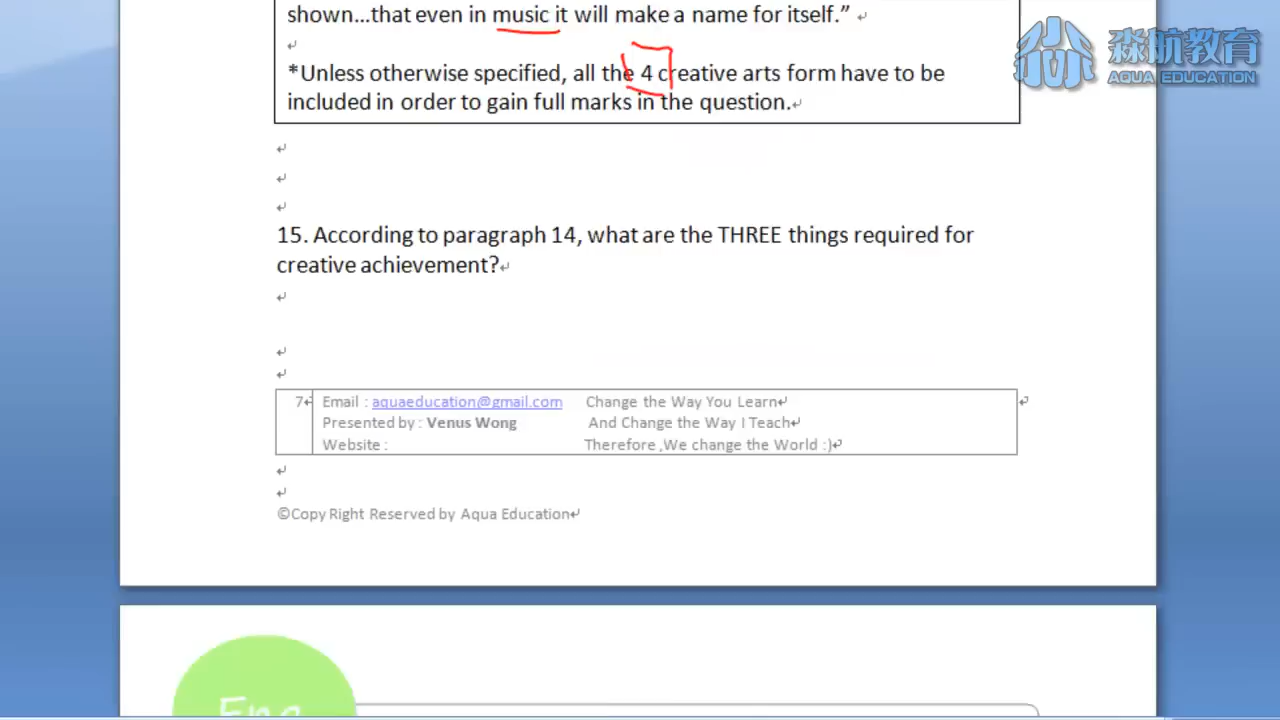 shown…that even in music it will make a name for itself.”
*Unless otherwise specified, all the 4 creative arts form have to be
included in order to gain full marks in the question.
淼航教育
AQUA EDUCATION
15. According to paragraph 14, what are the THREE things required for
creative achievement?
7 Email : aquaeducation@gmail.com Change the Way You Learn
Presented by : Venus Wong And Change the Way I Teach
Website : Therefore ,We change the World :)
©Copy Right Reserved by Aqua Education
Eng